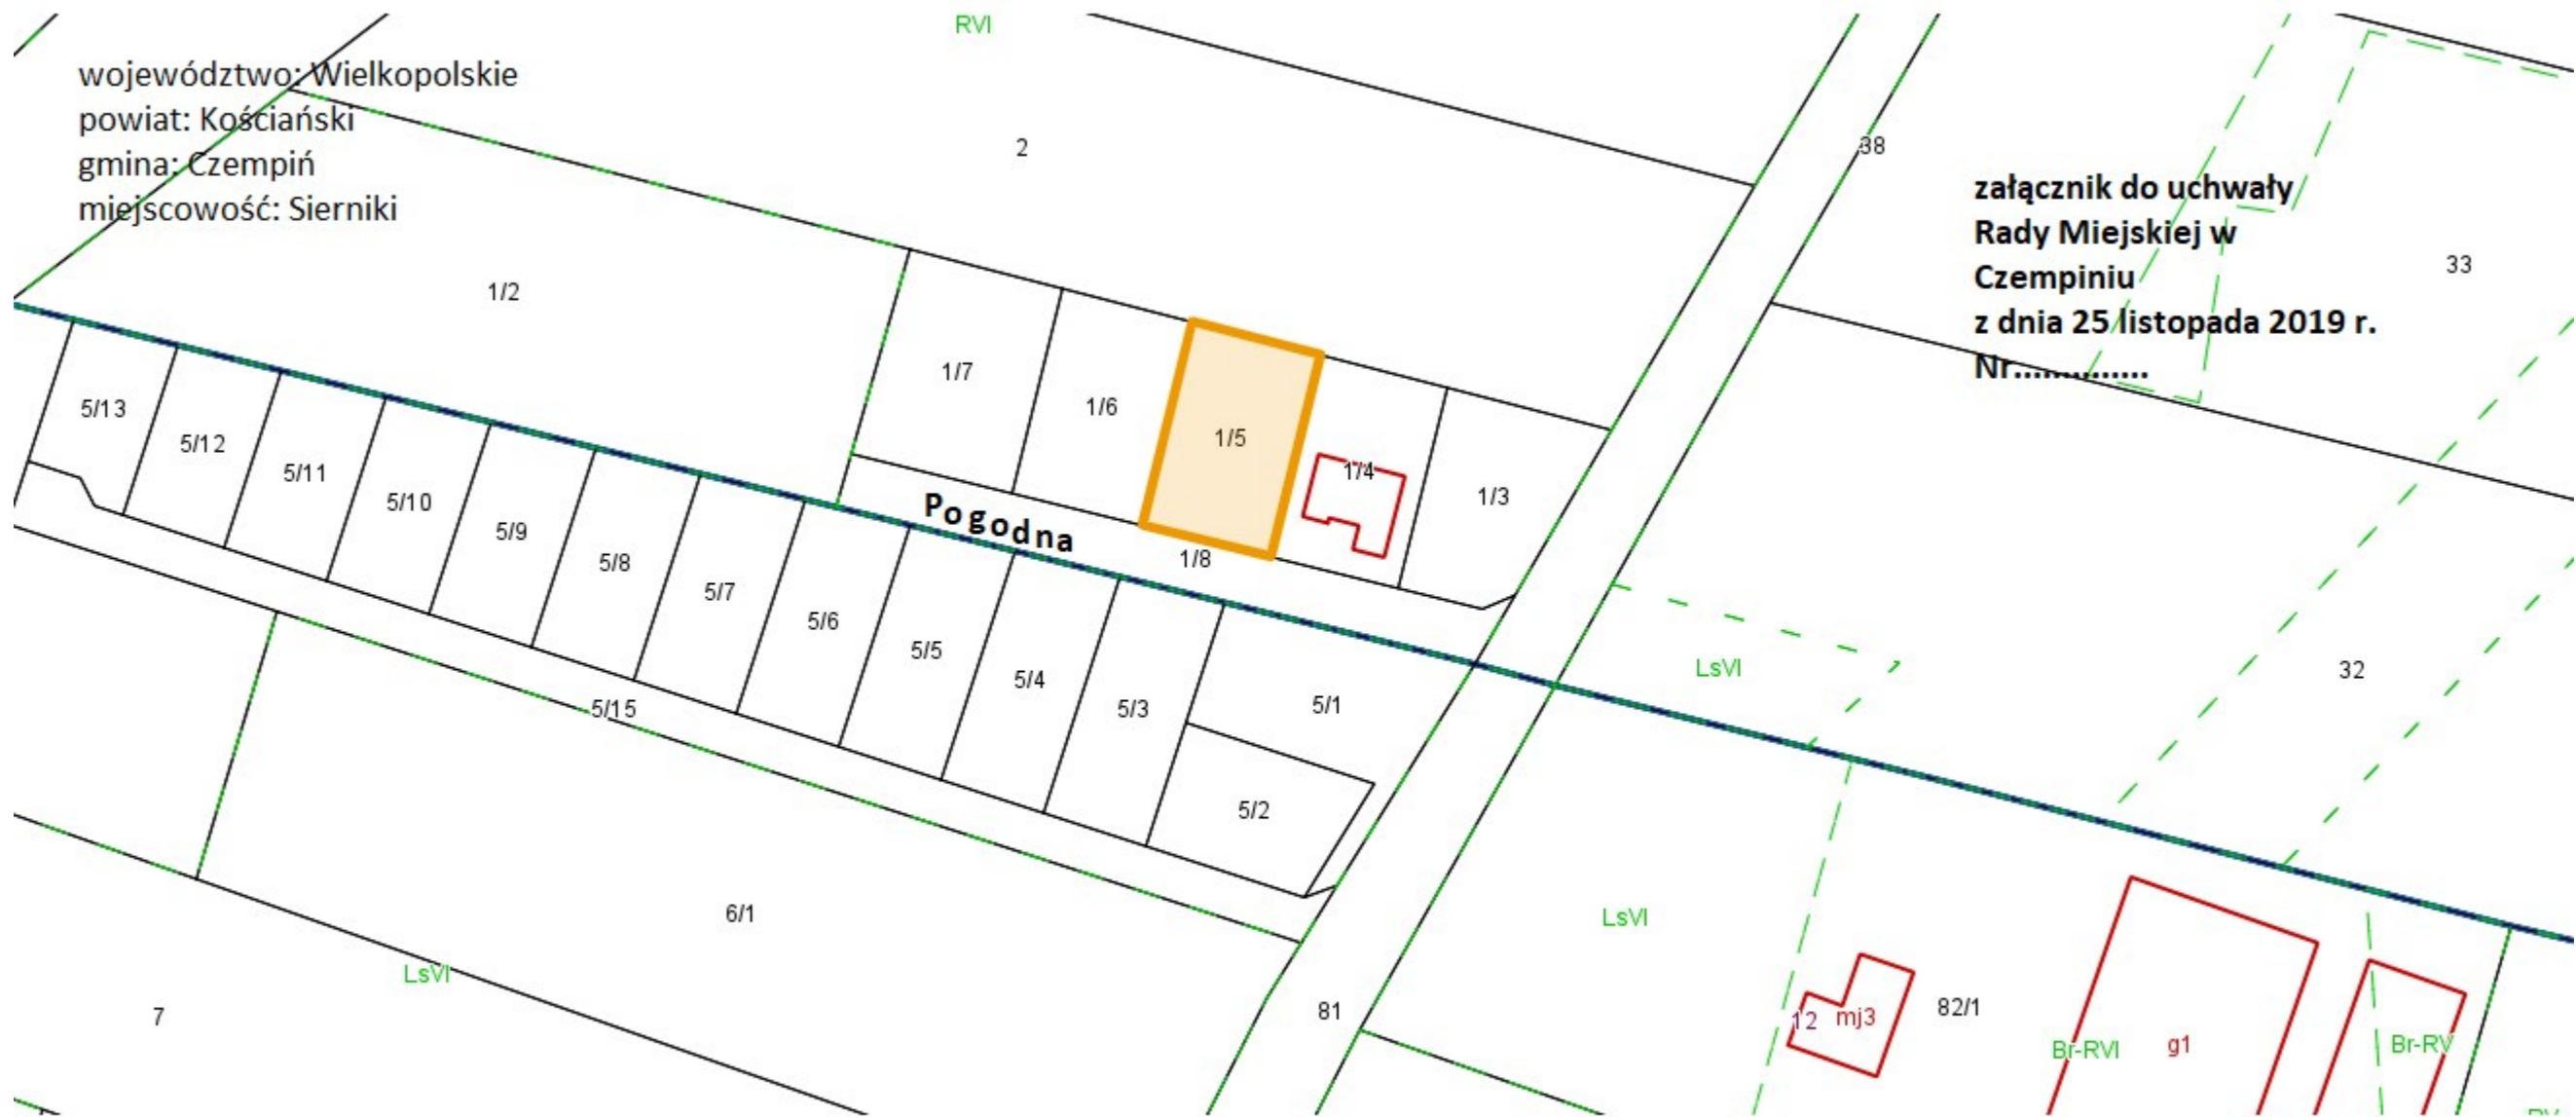 województwo: Wielkopolskie
powiat: Kościański
gmina: Czempiń
miejscowość: Sierniki
RVI
2
38
załącznik do uchwały
Rady Miejskiej w
Czempiniu
z dnia 25 listopada 2019 r.
Nr..............
33
1/2
1/7
1/6
1/5
1/4
1/3
5/13
5/12
5/11
5/10
5/9
5/8
5/7
5/6
5/5
5/4
5/3
5/1
5/2
Pogodna
1/8
5/15
LsVI
32
6/1
LsVI
7
LsVI
81
12
mj3
82/1
Br-RVI
g1
Br-RV